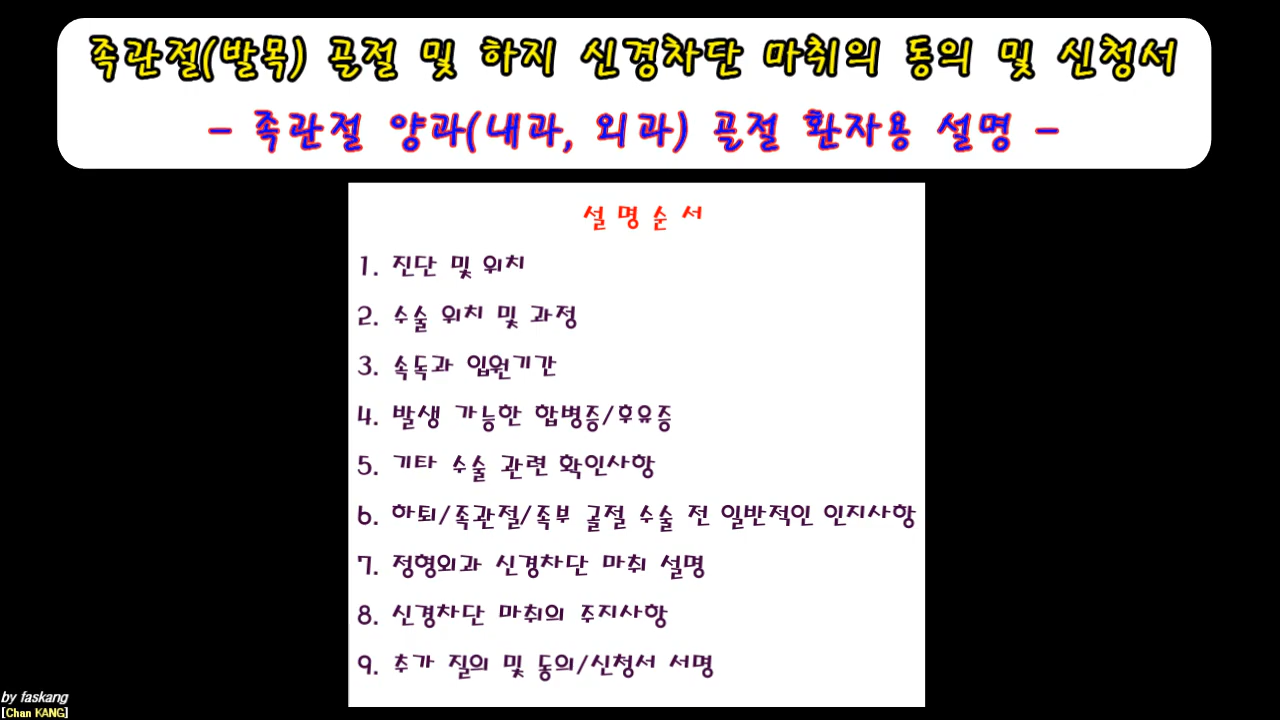 족관절(발목) 골절 및 하지 신경차단 마취의 동의 및 신청서
- 족관절 양과(내과, 외과) 골절 환자용 설명 -
설 명 순 서
1. 진단 및 위치
2. 수술 위치 및 과정
3. 속독과 입원기간
4. 발생 가능한 합병증/후유증
5. 기타 수술 관련 확인사항
6. 하퇴/족관절/족부 골절 수술 전 일반적인 인지사항
7. 정형외과 신경차단 마취 설명
8. 신경차단 마취의 주지사항
9. 추가 질의 및 동의/신청서 서명
by faskang
[Chan KANG]